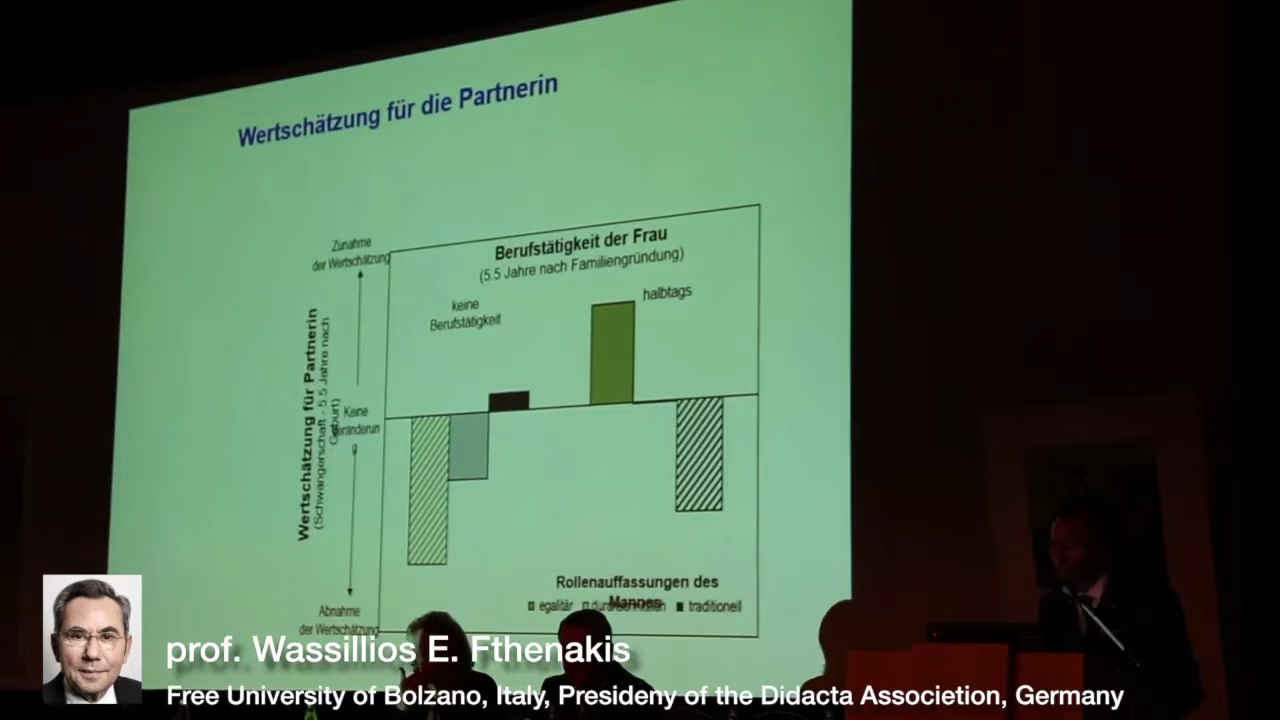 Wertschätzung für die Partnerin
Zunahme
der Wertschätzung
Berufstätigkeit der Frau
(5.5 Jahre nach Familiengründung)
keine
Berufstätigkeit
halbtags
Wertschätzung für Partnerin
(Schwangerschaft - 5.5 Jahre nach
Geburt)
Keine
Veränderun
g
Abnahme
der Wertschätzung
Rollenauffassungen des
Mannes
egalitär
traditionell
prof. Wassillios E. Fthenakis
Free University of Bolzano, Italy, Presideny of the Didacta Associetion, Germany